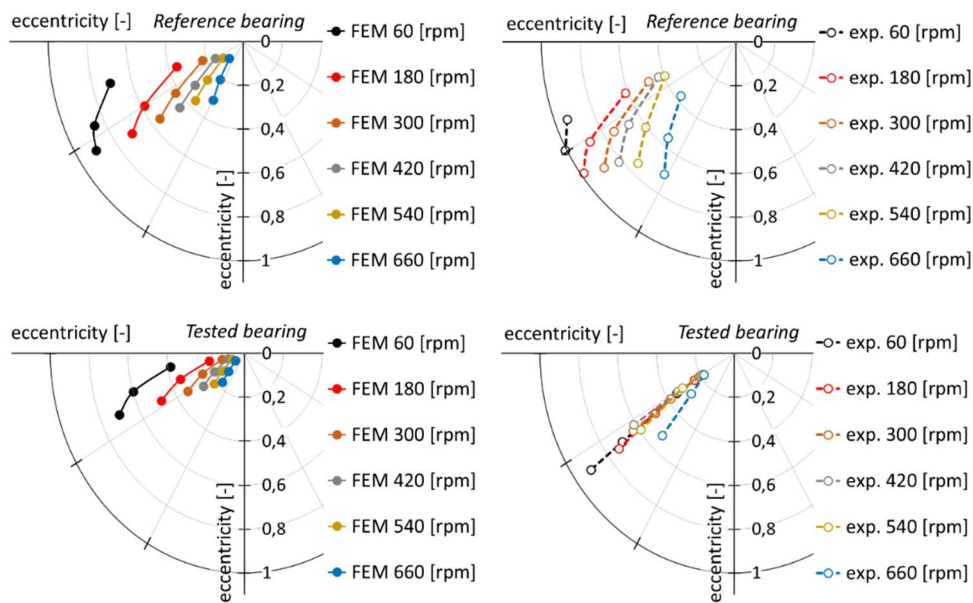 eccentricity [-] Reference bearing
0
0,2
0,4
0,6
0,8
1
eccentricity [-]
FEM 60 [rpm]
FEM 180 [rpm]
FEM 300 [rpm]
FEM 420 [rpm]
FEM 540 [rpm]
FEM 660 [rpm]
eccentricity [-] Reference bearing
0
0,2
0,4
0,6
0,8
1
eccentricity [-]
exp. 60 [rpm]
exp. 180 [rpm]
exp. 300 [rpm]
exp. 420 [rpm]
exp. 540 [rpm]
exp. 660 [rpm]
eccentricity [-] Tested bearing
0
0,2
0,4
0,6
0,8
1
eccentricity [-]
FEM 60 [rpm]
FEM 180 [rpm]
FEM 300 [rpm]
FEM 420 [rpm]
FEM 540 [rpm]
FEM 660 [rpm]
eccentricity [-] Tested bearing
0
0,2
0,4
0,6
0,8
1
eccentricity [-]
exp. 60 [rpm]
exp. 180 [rpm]
exp. 300 [rpm]
exp. 420 [rpm]
exp. 540 [rpm]
exp. 660 [rpm]